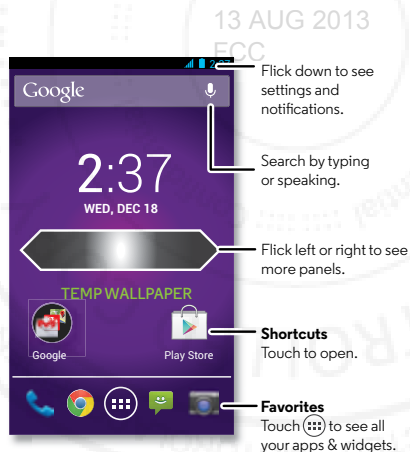 13 AUG 2013
FCC
2:37
Flick down to see
settings and
notifications.
Google
Search by typing
or speaking.
2:37
WED, DEC 18
Flick left or right to see
more panels.
TEMP WALLPAPER
Google
Play Store
Shortcuts
Touch to open.
Favorites
Touch to see all
your apps & widgets.